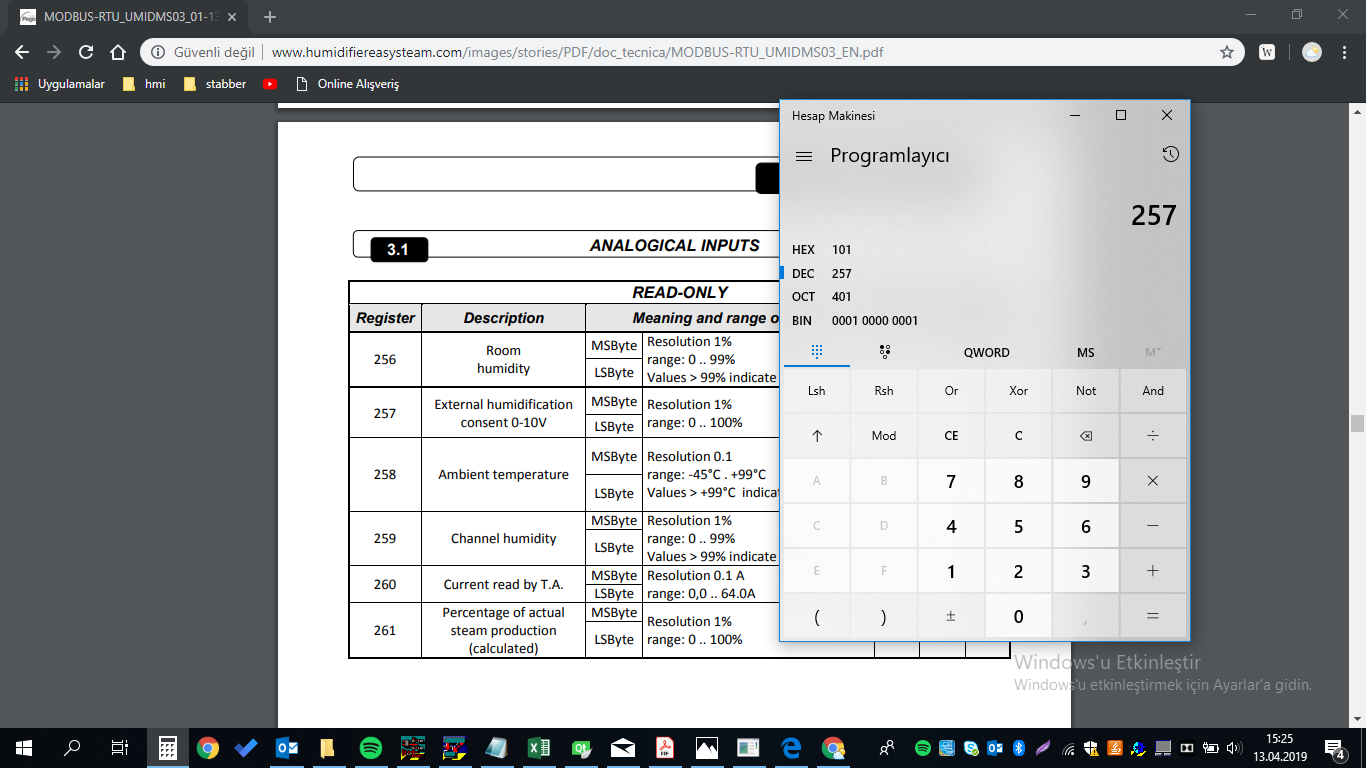 MODBUS-RTU_UMIDMS03_01-13
Güvenli değil
www.humidifiereasysteam.com/images/stories/PDF/doc_tecnica/MODBUS-RTU_UMIDMS03_EN.pdf
W
Uygulamalar
hmi
stabber
Online Alışveriş
3.1
ANALOGICAL INPUTS
READ-ONLY
Register Description Meaning and range o
256 Room humidity MSByte LSByte
Resolution 1%
range: 0 .. 99%
Values > 99% indicate
257 External humidification consent 0-10V MSByte LSByte
Resolution 1%
range: 0 .. 100%
258 Ambient temperature MSByte LSByte
Resolution 0.1
range: -45°C . +99°C
Values > +99°C indicat
259 Channel humidity MSByte LSByte
Resolution 1%
range: 0 .. 99%
Values > 99% indicate
260 Current read by T.A. MSByte LSByte
Resolution 0.1 A
range: 0,0 .. 64.0A
261 Percentage of actual steam production (calculated) MSByte LSByte
Resolution 1%
range: 0 .. 100%
Hesap Makinesi
Programlayıcı
257
HEX 101
DEC 257
OCT 401
BIN 0001 0000 0001
QWORD MS M˅
Lsh Rsh Or Xor Not And
↑ Mod CE C ÷
A B 7 8 9 ×
C D 4 5 6 −
E F 1 2 3 +
( ) ± 0 , =
Windows'u Etkinleştir
Windows'u etkinleştirmek için Ayarlar'a gidin.
15:25
13.04.2019
4